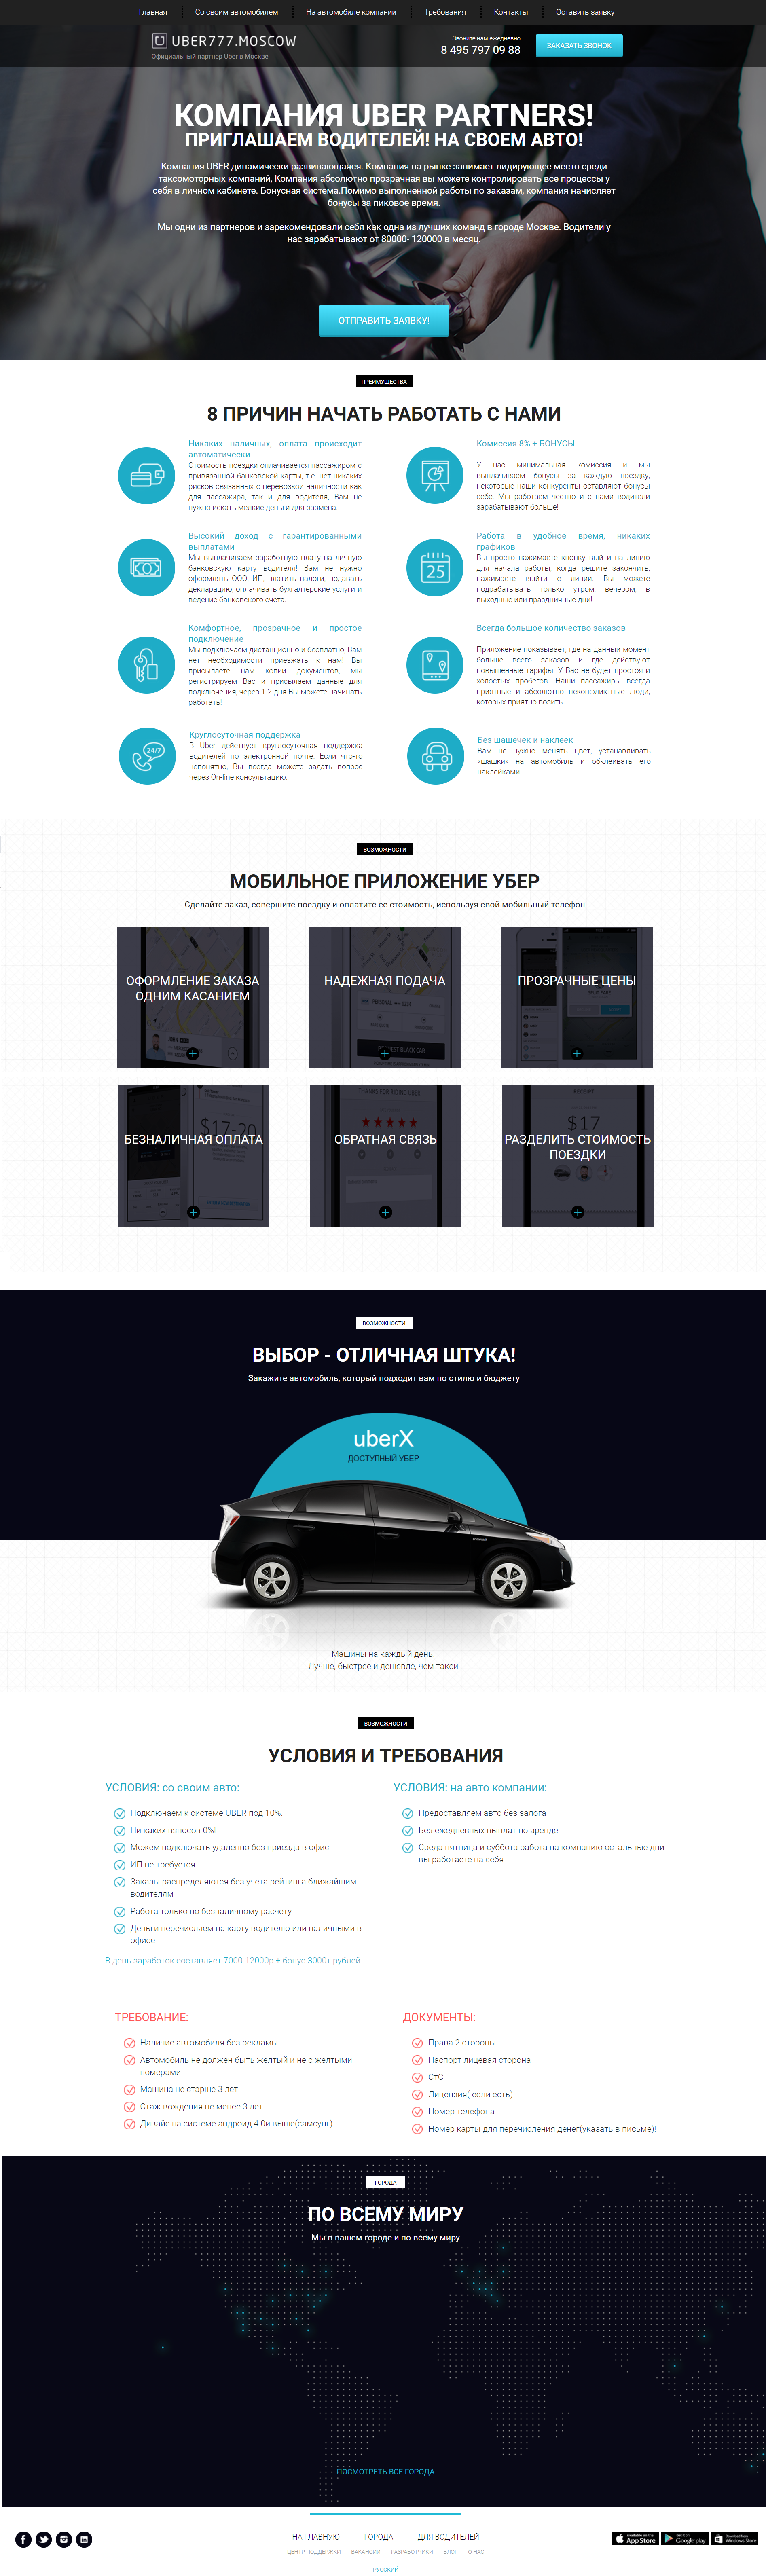 Главная
Со своим автомобилем
На автомобиле компании
Требования
Контакты
Оставить заявку
UBER777.MOSCOW
Официальный партнер Uber в Москве
Звоните нам ежедневно
8 495 797 09 88
ЗАКАЗАТЬ ЗВОНОК
КОМПАНИЯ UBER PARTNERS!
ПРИГЛАШАЕМ ВОДИТЕЛЕЙ! НА СВОЕМ АВТО!
Компания UBER динамически развивающаяся. Компания на рынке занимает лидирующее место среди
таксомоторных компаний, Компания абсолютно прозрачная вы можете контролировать все процессы у
себя в личном кабинете. Бонусная система.Помимо выполненной работы по заказам, компания начисляет
бонусы за пиковое время.
Мы одни из партнеров и зарекомендовали себя как одна из лучших команд в городе Москве. Водители у
нас зарабатывают от 80000- 120000 в месяц.
ОТПРАВИТЬ ЗАЯВКУ!
ПРЕИМУЩЕСТВА
8 ПРИЧИН НАЧАТЬ РАБОТАТЬ С НАМИ
Никаких наличных, оплата происходит
автоматически
Стоимость поездки оплачивается пассажиром с
привязанной банковской карты, т.е. нет никаких
рисков связанных с перевозкой наличности как
для пассажира, так и для водителя, Вам не
нужно искать мелкие деньги для размена.
Комиссия 8% + БОНУСЫ
У нас минимальная комиссия и мы
выплачиваем бонусы за каждую поездку,
некоторые наши конкуренты оставляют бонусы
себе. Мы работаем честно и с нами водители
зарабатывают больше!
Высокий доход с гарантированными
выплатами
Мы выплачиваем заработную плату на личную
банковскую карту водителя! Вам не нужно
оформлять ООО, ИП, платить налоги, подавать
декларацию, оплачивать бухгалтерские услуги и
ведение банковского счета.
25
Работа в удобное время, никаких
графиков
Вы просто нажимаете кнопку выйти на линию
для начала работы, когда решите закончить,
нажимаете выйти с линии. Вы можете
подрабатывать только утром, вечером, в
выходные или праздничные дни!
Комфортное, прозрачное и простое
подключение
Мы подключаем дистанционно и бесплатно, Вам
нет необходимости приезжать к нам! Вы
присылаете нам копии документов, мы
регистрируем Вас и присылаем данные для
подключения, через 1-2 дня Вы можете начинать
работать!
Всегда большое количество заказов
Приложение показывает, где на данный момент
больше всего заказов и где действуют
повышенные тарифы. У Вас не будет простоя и
холостых пробегов. Наши пассажиры всегда
приятные и абсолютно неконфликтные люди,
которых приятно возить.
24/7
Круглосуточная поддержка
В Uber действует круглосуточная поддержка
водителей по электронной почте. Если что-то
непонятно, Вы всегда можете задать вопрос
через On-line консультацию.
Без шашечек и наклеек
Вам не нужно менять цвет, устанавливать
«шашки» на автомобиль и обклеивать его
наклейками.
ВОЗМОЖНОСТИ
МОБИЛЬНОЕ ПРИЛОЖЕНИЕ УБЕР
Сделайте заказ, совершите поездку и оплатите ее стоимость, используя свой мобильный телефон
ОФОРМЛЕНИЕ ЗАКАЗА
ОДНИМ КАСАНИЕМ
НАДЕЖНАЯ ПОДАЧА
ПРОЗРАЧНЫЕ ЦЕНЫ
$17-20
БЕЗНАЛИЧНАЯ ОПЛАТА
THANKS FOR RIDING UBER
ОБРАТНАЯ СВЯЗЬ
RECEIPT
$17
РАЗДЕЛИТЬ СТОИМОСТЬ
ПОЕЗДКИ
ВОЗМОЖНОСТИ
ВЫБОР - ОТЛИЧНАЯ ШТУКА!
Закажите автомобиль, который подходит вам по стилю и бюджету
uberX
ДОСТУПНЫЙ УБЕР
Машины на каждый день.
Лучше, быстрее и дешевле, чем такси
ВОЗМОЖНОСТИ
УСЛОВИЯ И ТРЕБОВАНИЯ
УСЛОВИЯ: со своим авто:
Подключаем к системе UBER под 10%.
Ни каких взносов 0%!
Можем подключать удаленно без приезда в офис
ИП не требуется
Заказы распределяются без учета рейтинга ближайшим
водителям
Работа только по безналичному расчету
Деньги перечисляем на карту водителю или наличными в
офисе
В день заработок составляет 7000-12000р + бонус 3000т рублей
УСЛОВИЯ: на авто компании:
Предоставляем авто без залога
Без ежедневных выплат по аренде
Среда пятница и суббота работа на компанию остальные дни
вы работаете на себя
ТРЕБОВАНИЕ:
Наличие автомобиля без рекламы
Автомобиль не должен быть желтый и не с желтыми
номерами
Машина не старше 3 лет
Стаж вождения не менее 3 лет
Дивайс на системе андроид 4.0и выше(самсунг)
ДОКУМЕНТЫ:
Права 2 стороны
Паспорт лицевая сторона
СтС
Лицензия( если есть)
Номер телефона
Номер карты для перечисления денег(указать в письме)!
ГОРОДА
ПО ВСЕМУ МИРУ
Мы в вашем городе и по всему миру
ПОСМОТРЕТЬ ВСЕ ГОРОДА
НА ГЛАВНУЮ
ГОРОДА
ДЛЯ ВОДИТЕЛЕЙ
ЦЕНТР ПОДДЕРЖКИ
ВАКАНСИИ
РАЗРАБОТЧИКИ
БЛОГ
О НАС
App Store
Google play
Windows Store
РУССКИЙ